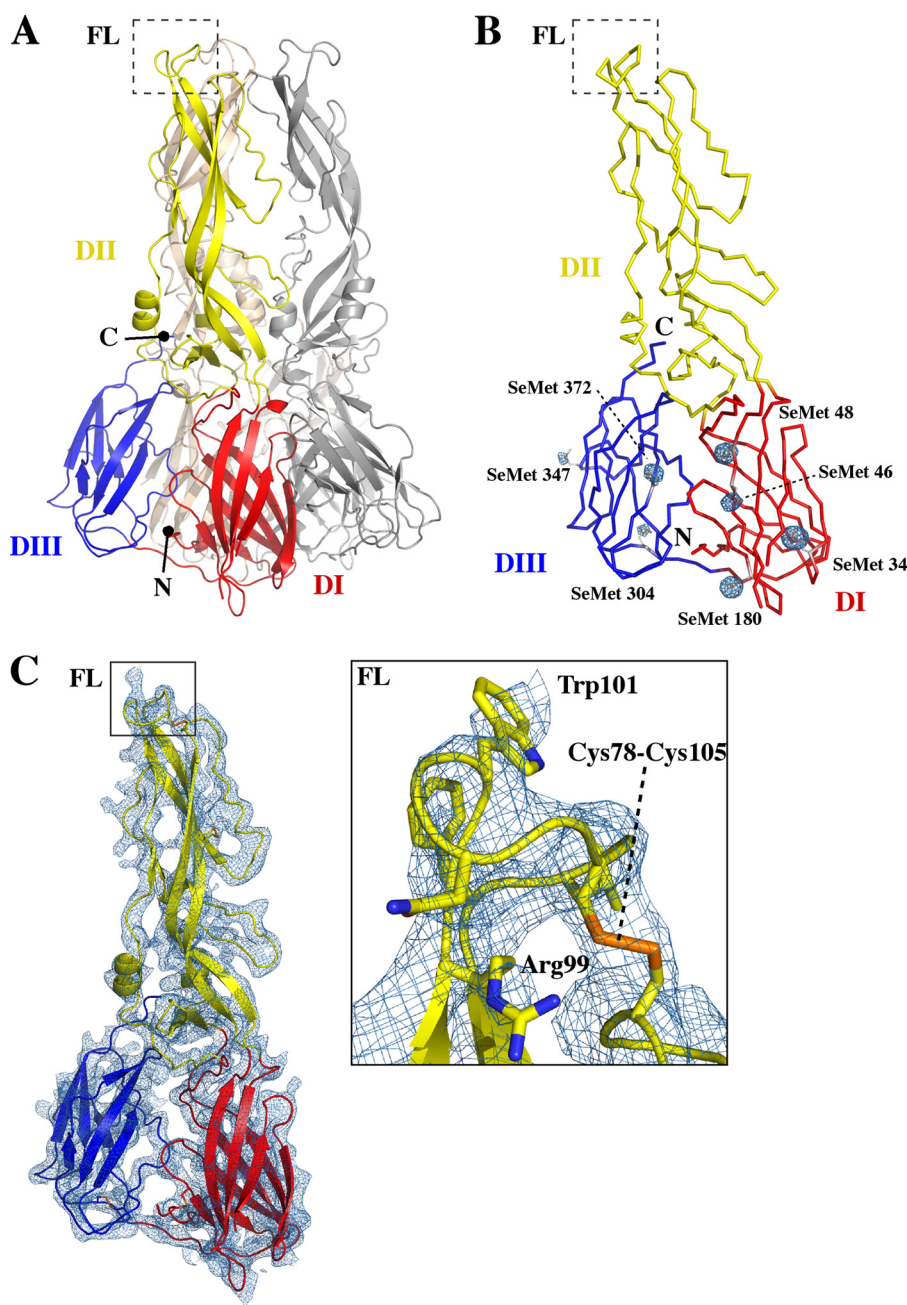 A
FL
DII
C
DIII
N
DI
B
FL
DII
C
SeMet 372
SeMet 48
SeMet 347
SeMet 46
N
DIII
SeMet 34
SeMet 304
DI
SeMet 180
C
FL
FL
Trp101
Cys78-Cys105
Arg99